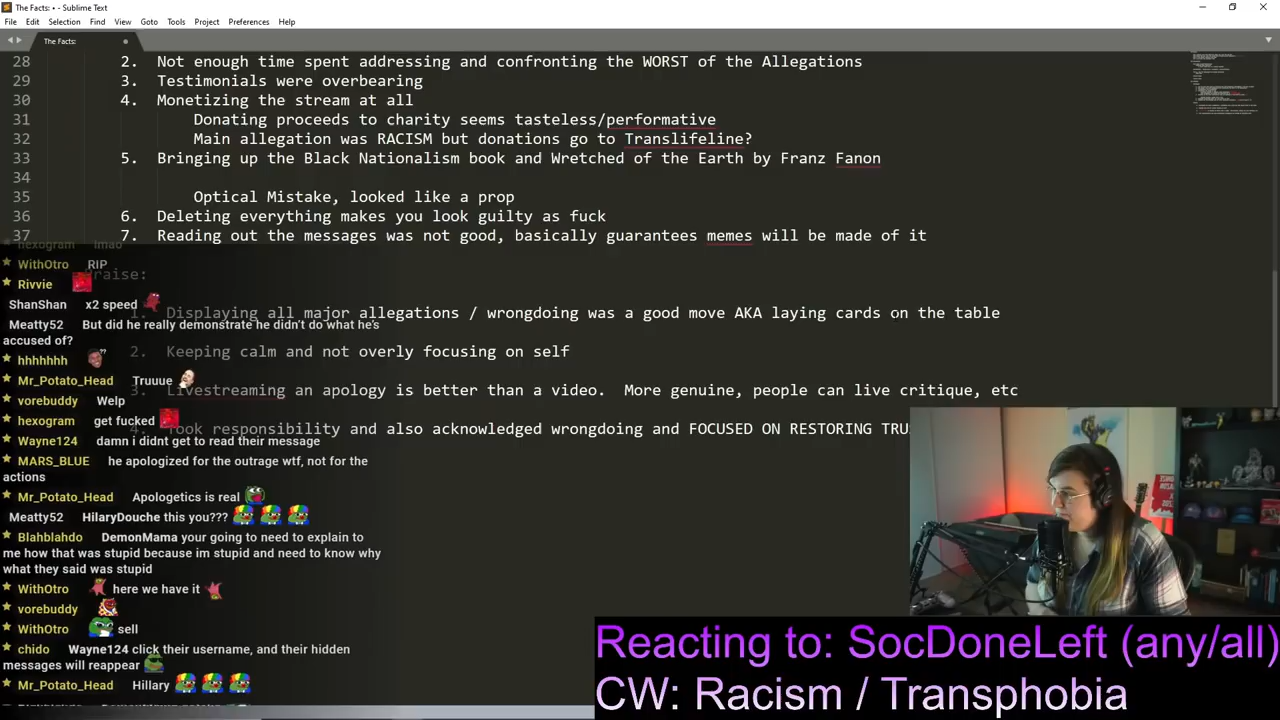 The Facts: • - Sublime Text
File Edit Selection Find View Goto Tools Project Preferences Help
The Facts:
28 2. Not enough time spent addressing and confronting the WORST of the Allegations
29 3. Testimonials were overbearing
30 4. Monetizing the stream at all
31 Donating proceeds to charity seems tasteless/performative
32 Main allegation was RACISM but donations go to Translifeline?
33 5. Bringing up the Black Nationalism book and Wretched of the Earth by Franz Fanon
34
35 Optical Mistake, looked like a prop
36 6. Deleting everything makes you look guilty as fuck
37 7. Reading out the messages was not good, basically guarantees memes will be made of it
raise:
1. Displaying all major allegations / wrongdoing was a good move AKA laying cards on the table
2. Keeping calm and not overly focusing on self
3. Livestreaming an apology is better than a video. More genuine, people can live critique, etc
4. Took responsibility and also acknowledged wrongdoing and FOCUSED ON RESTORING TRU
hexogram lmao
WithOtro RIP
Rivvie
ShanShan x2 speed
Meatty52 But did he really demonstrate he didn't do what he's
accused of?
hhhhhhh
Mr_Potato_Head Truuue
vorebuddy Welp
hexogram get fucked
Wayne124 damn i didnt get to read their message
MARS_BLUE he apologized for the outrage wtf, not for the
actions
Mr_Potato_Head Apologetics is real
Meatty52 HilaryDouche this you???
Blahblahdo DemonMama your going to need to explain to
me how that was stupid because im stupid and need to know why
what they said was stupid
WithOtro here we have it
vorebuddy
WithOtro sell
chido Wayne124 click their username, and their hidden
messages will reappear
Mr_Potato_Head Hillary
Reacting to: SocDoneLeft (any/all)
CW: Racism / Transphobia